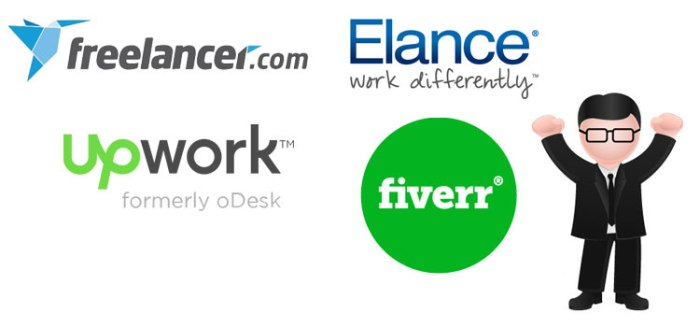 freelancer.com
Elance®
work differently™
upwork™
formerly oDesk
fiverr®